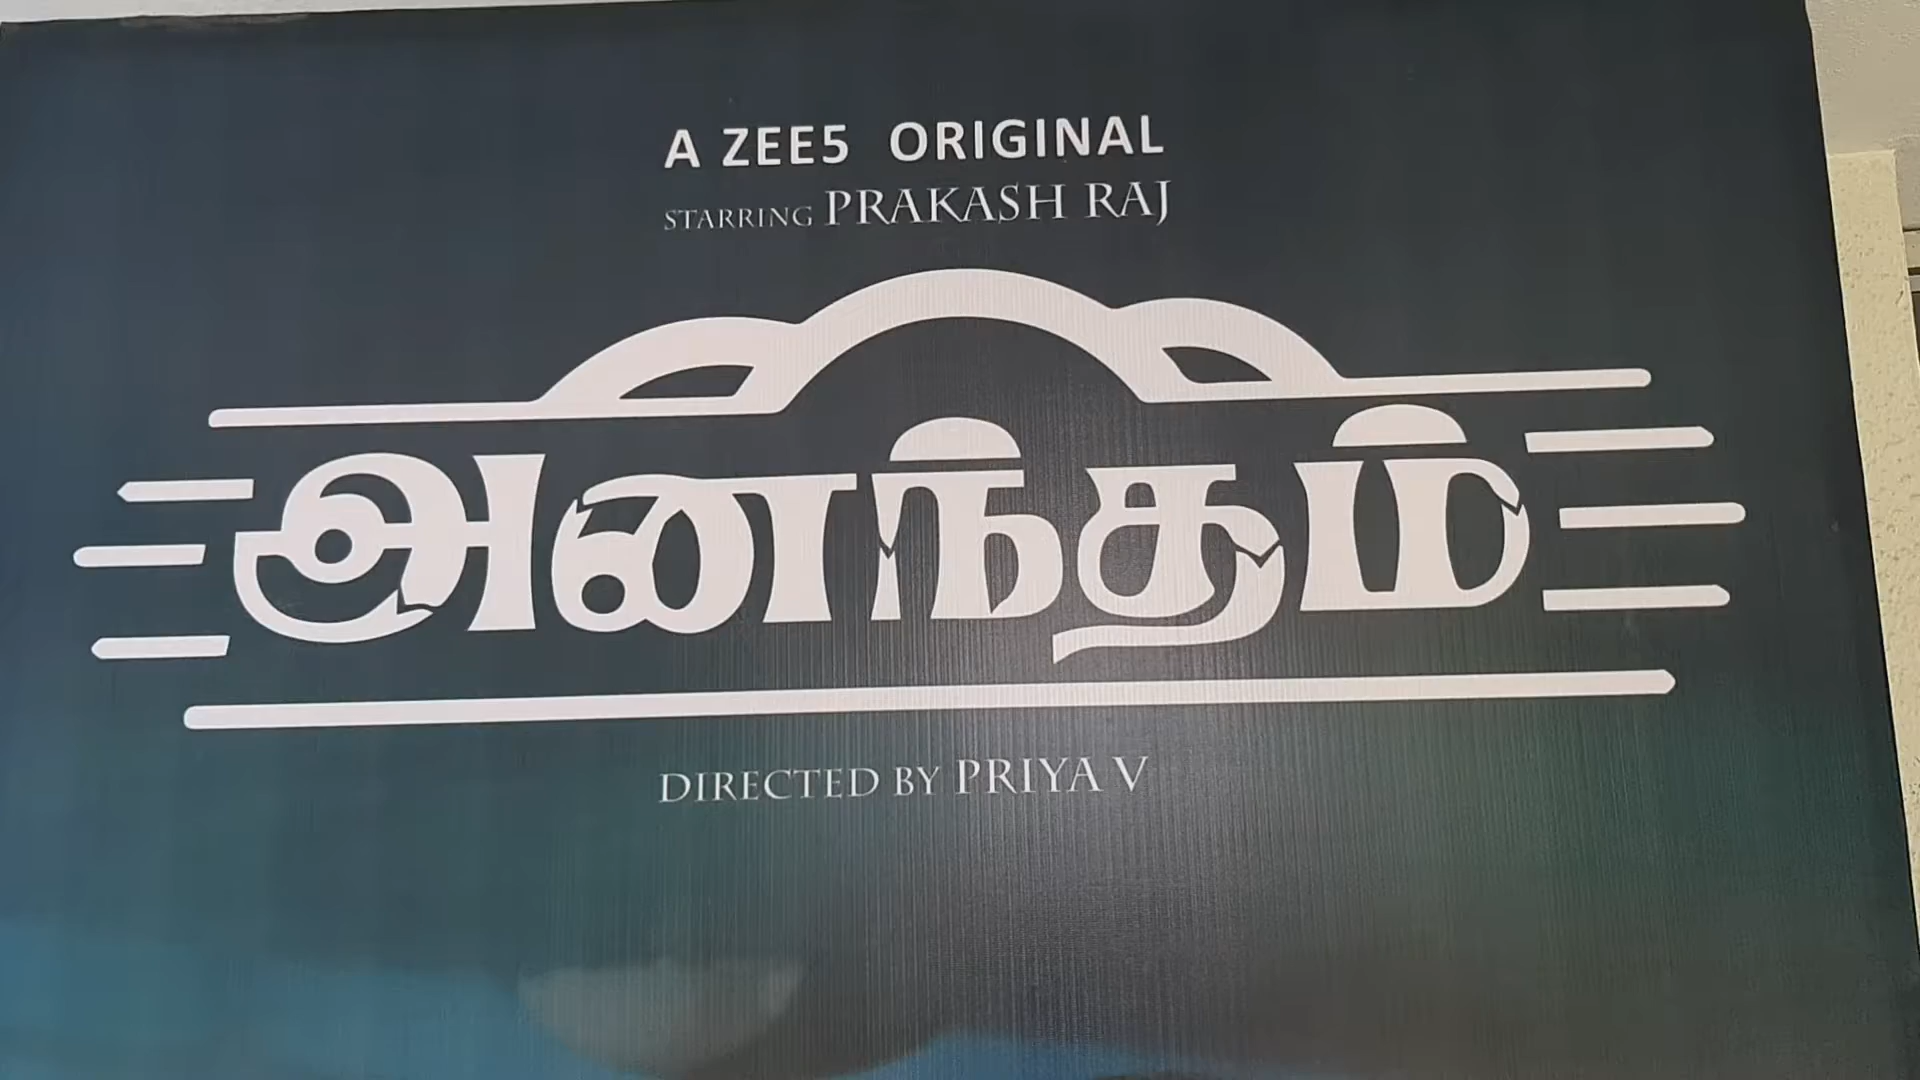 A ZEE5 ORIGINAL
STARRING PRAKASH RAJ
அனந்தம்
DIRECTED BY PRIYA V